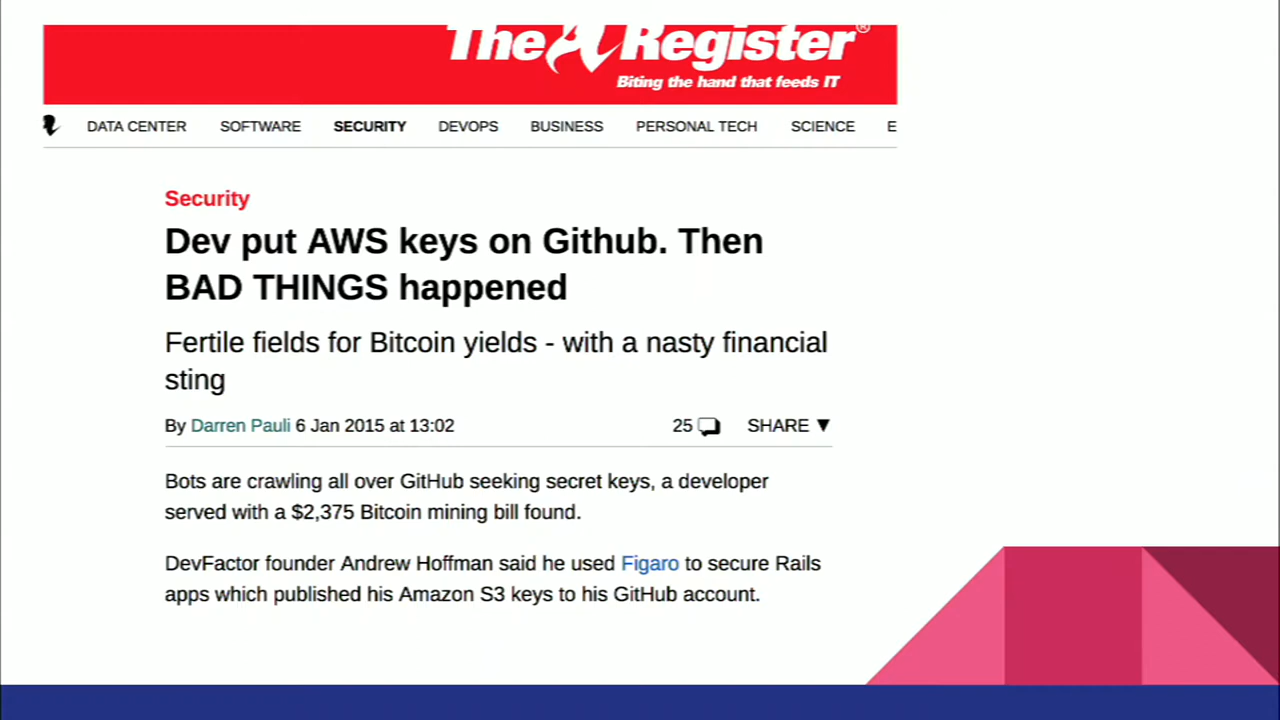 The Register®
Biting the hand that feeds IT
DATA CENTER SOFTWARE SECURITY DEVOPS BUSINESS PERSONAL TECH SCIENCE E
Security
Dev put AWS keys on Github. Then
BAD THINGS happened
Fertile fields for Bitcoin yields - with a nasty financial
sting
By Darren Pauli 6 Jan 2015 at 13:02 25 SHARE ▼
Bots are crawling all over GitHub seeking secret keys, a developer
served with a $2,375 Bitcoin mining bill found.
DevFactor founder Andrew Hoffman said he used Figaro to secure Rails
apps which published his Amazon S3 keys to his GitHub account.